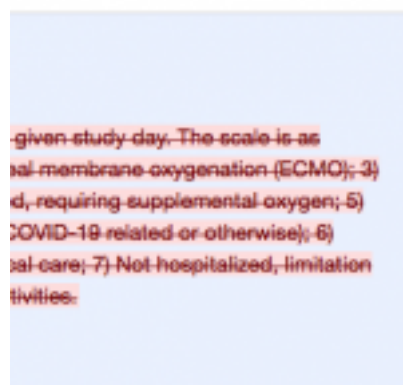 given study day. The scale is as
al membrane oxygenation (ECMO); 3)
d, requiring supplemental oxygen; 5)
COVID-19 related or otherwise); 6)
cal care; 7) Not hospitalized, limitation
tivities.